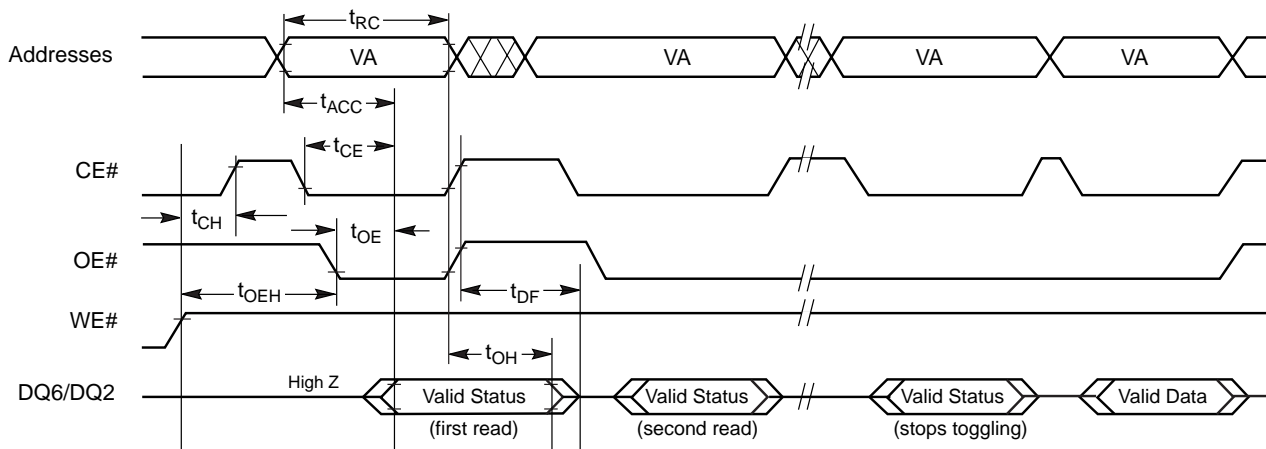 tRC
Addresses VA VA VA VA
tACC
tCE
CE#
tCH tOE
OE#
tOEH tDF
WE#
tOH
DQ6/DQ2 High Z Valid Status Valid Status Valid Status Valid Data
(first read) (second read) (stops toggling)